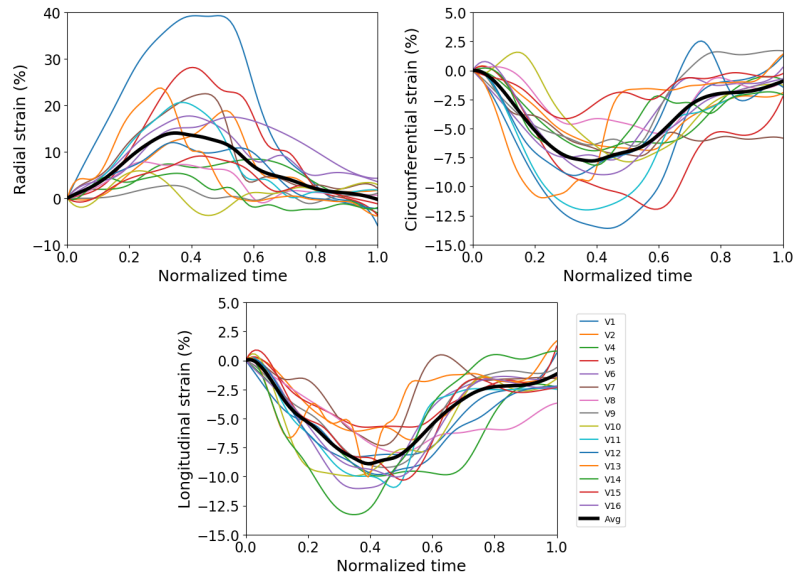 40
30
20
10
0
−10
Radial strain (%)
0.0 0.2 0.4 0.6 0.8 1.0
Normalized time
5.0
2.5
0.0
−2.5
−5.0
−7.5
−10.0
−12.5
−15.0
Circumferential strain (%)
0.0 0.2 0.4 0.6 0.8 1.0
Normalized time
5.0
2.5
0.0
−2.5
−5.0
−7.5
−10.0
−12.5
−15.0
Longitudinal strain (%)
0.0 0.2 0.4 0.6 0.8 1.0
Normalized time
V1
V2
V4
V5
V6
V7
V8
V9
V10
V11
V12
V13
V14
V15
V16
Avg